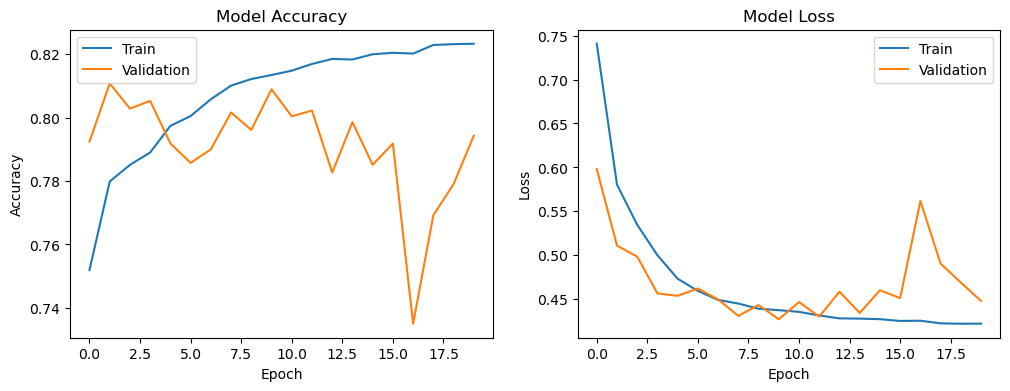 Model Accuracy
Train
Validation
0.82
0.80
0.78
0.76
0.74
Accuracy
0.0 2.5 5.0 7.5 10.0 12.5 15.0 17.5
Epoch
Model Loss
Train
Validation
0.75
0.70
0.65
0.60
0.55
0.50
0.45
Loss
0.0 2.5 5.0 7.5 10.0 12.5 15.0 17.5
Epoch